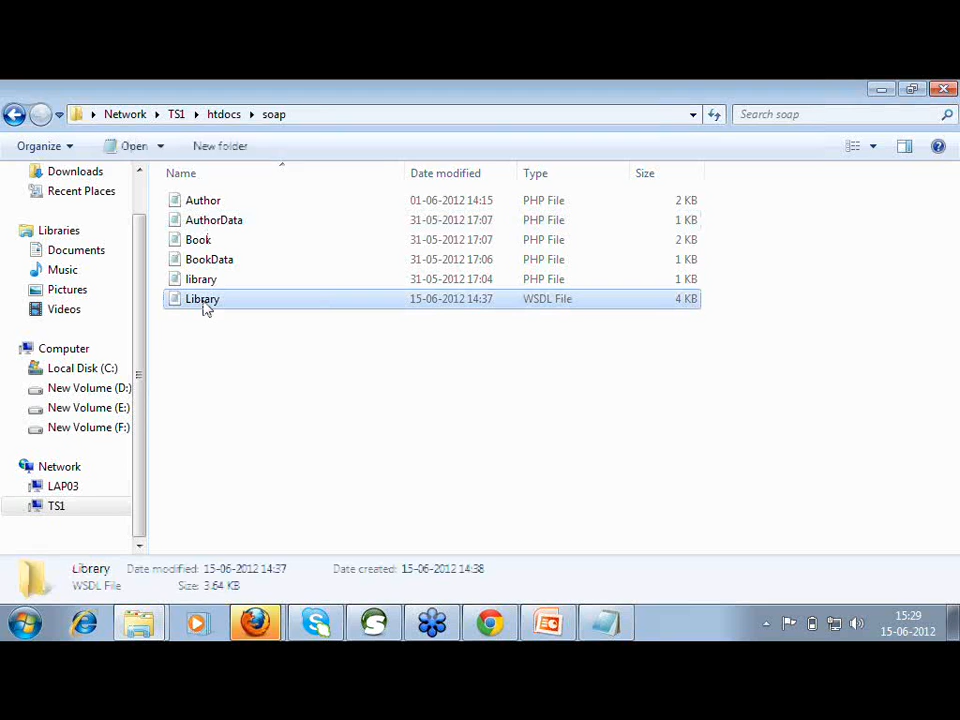 Network TS1 htdocs soap Search soap
Organize Open New folder
Name Date modified Type Size
Downloads
Recent Places
Libraries
Documents
Music
Pictures
Videos
Computer
Local Disk (C:)
New Volume (D:)
New Volume (E:)
New Volume (F:)
Network
LAP03
TS1
Author 01-06-2012 14:15 PHP File 2 KB
AuthorData 31-05-2012 17:07 PHP File 1 KB
Book 31-05-2012 17:07 PHP File 2 KB
BookData 31-05-2012 17:06 PHP File 1 KB
library 31-05-2012 17:04 PHP File 1 KB
Library 15-06-2012 14:37 WSDL File 4 KB
Library Date modified: 15-06-2012 14:37 Date created: 15-06-2012 14:38
WSDL File Size: 3.64 KB
15:29
15-06-2012